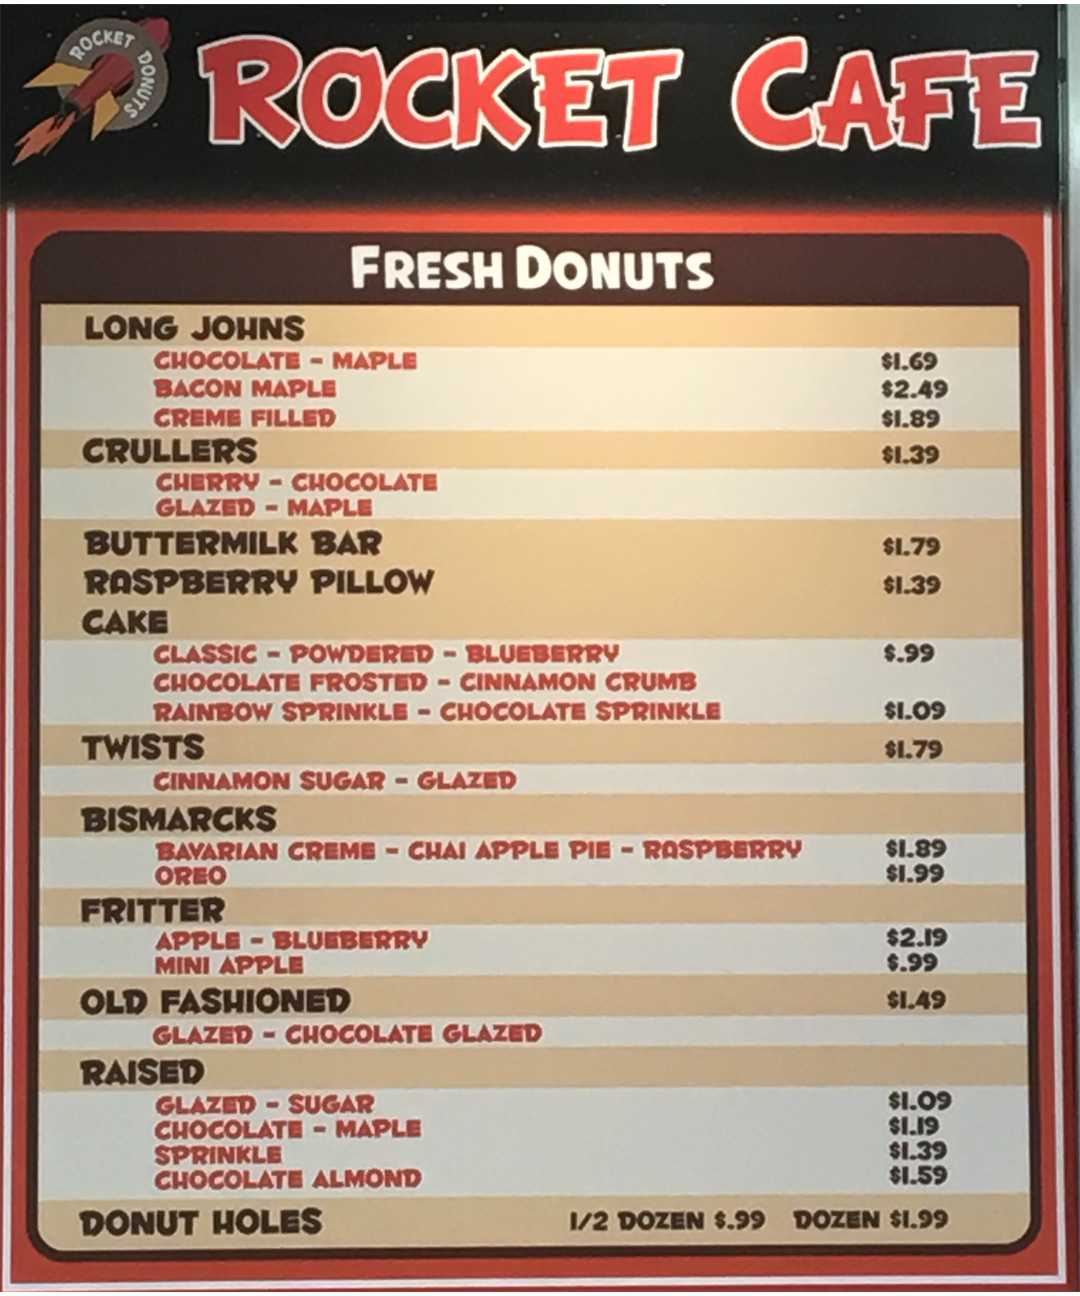 ROCKET DONUTS
ROCKET CAFE
FRESH DONUTS
LONG JOHNS
CHOCOLATE - MAPLE $1.69
BACON MAPLE $2.49
CREME FILLED $1.89
CRULLERS $1.39
CHERRY - CHOCOLATE
GLAZED - MAPLE
BUTTERMILK BAR $1.79
RASPBERRY PILLOW $1.39
CAKE
CLASSIC - POWDERED - BLUEBERRY $.99
CHOCOLATE FROSTED - CINNAMON CRUMB
RAINBOW SPRINKLE - CHOCOLATE SPRINKLE $1.09
TWISTS $1.79
CINNAMON SUGAR - GLAZED
BISMARCKS
BAVARIAN CREME - CHAI APPLE PIE - RASPBERRY $1.89
OREO $1.99
FRITTER
APPLE - BLUEBERRY $2.19
MINI APPLE $.99
OLD FASHIONED $1.49
GLAZED - CHOCOLATE GLAZED
RAISED
GLAZED - SUGAR $1.09
CHOCOLATE - MAPLE $1.19
SPRINKLE $1.39
CHOCOLATE ALMOND $1.59
DONUT HOLES 1/2 DOZEN $.99 DOZEN $1.99